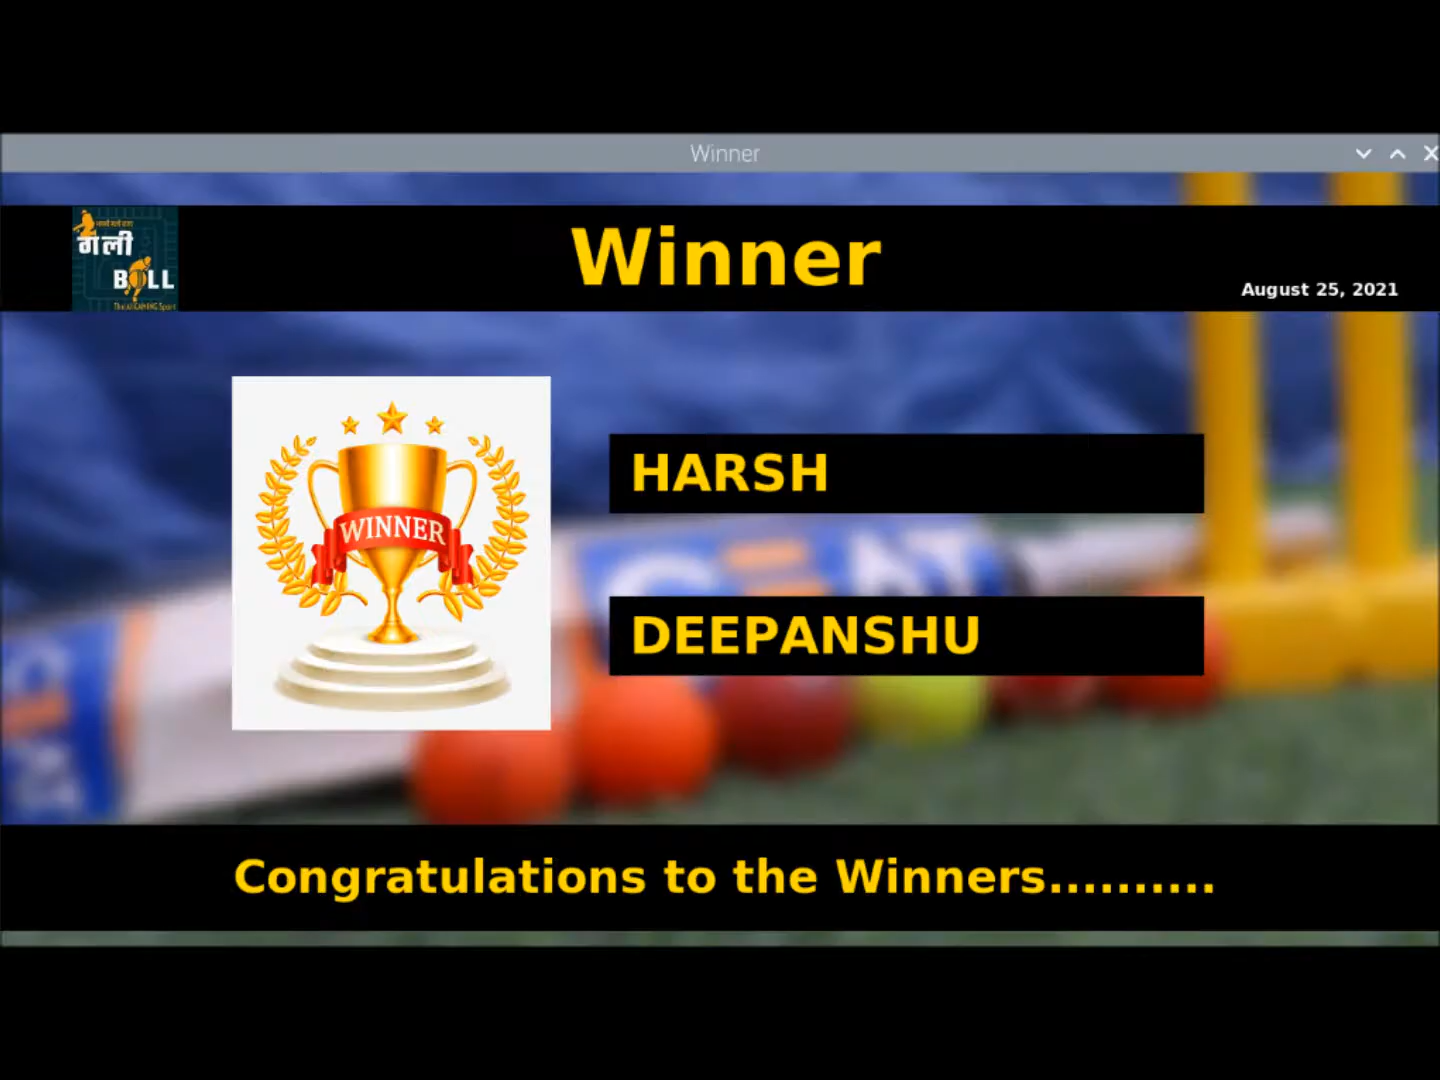 Winner
Winner
गली
BALL
August 25, 2021
WINNER
HARSH
DEEPANSHU
Congratulations to the Winners..........